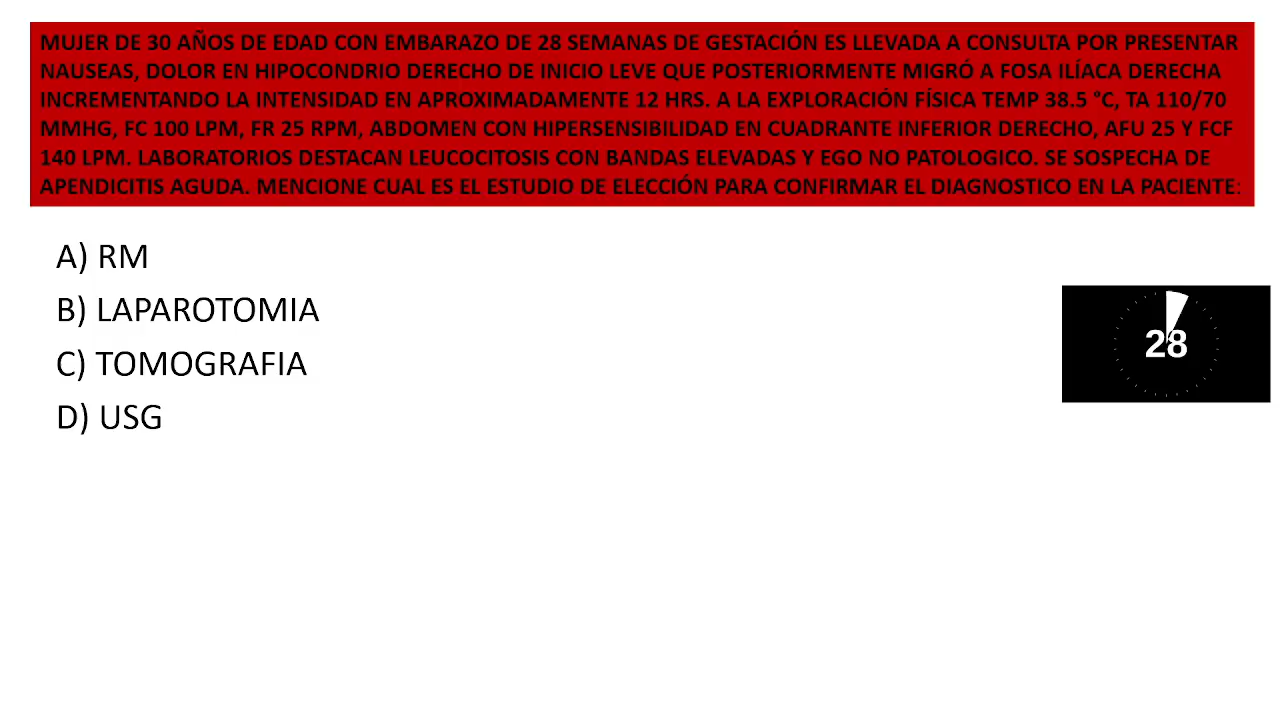 MUJER DE 30 AÑOS DE EDAD CON EMBARAZO DE 28 SEMANAS DE GESTACIÓN ES LLEVADA A CONSULTA POR PRESENTAR
NAUSEAS, DOLOR EN HIPOCONDRIO DERECHO DE INICIO LEVE QUE POSTERIORMENTE MIGRÓ A FOSA ILÍACA DERECHA
INCREMENTANDO LA INTENSIDAD EN APROXIMADAMENTE 12 HRS. A LA EXPLORACIÓN FÍSICA TEMP 38.5 °C, TA 110/70
MMHG, FC 100 LPM, FR 25 RPM, ABDOMEN CON HIPERSENSIBILIDAD EN CUADRANTE INFERIOR DERECHO, AFU 25 Y FCF
140 LPM. LABORATORIOS DESTACAN LEUCOCITOSIS CON BANDAS ELEVADAS Y EGO NO PATOLOGICO. SE SOSPECHA DE
APENDICITIS AGUDA. MENCIONE CUAL ES EL ESTUDIO DE ELECCIÓN PARA CONFIRMAR EL DIAGNOSTICO EN LA PACIENTE:
A) RM
B) LAPAROTOMIA
C) TOMOGRAFIA
D) USG
28